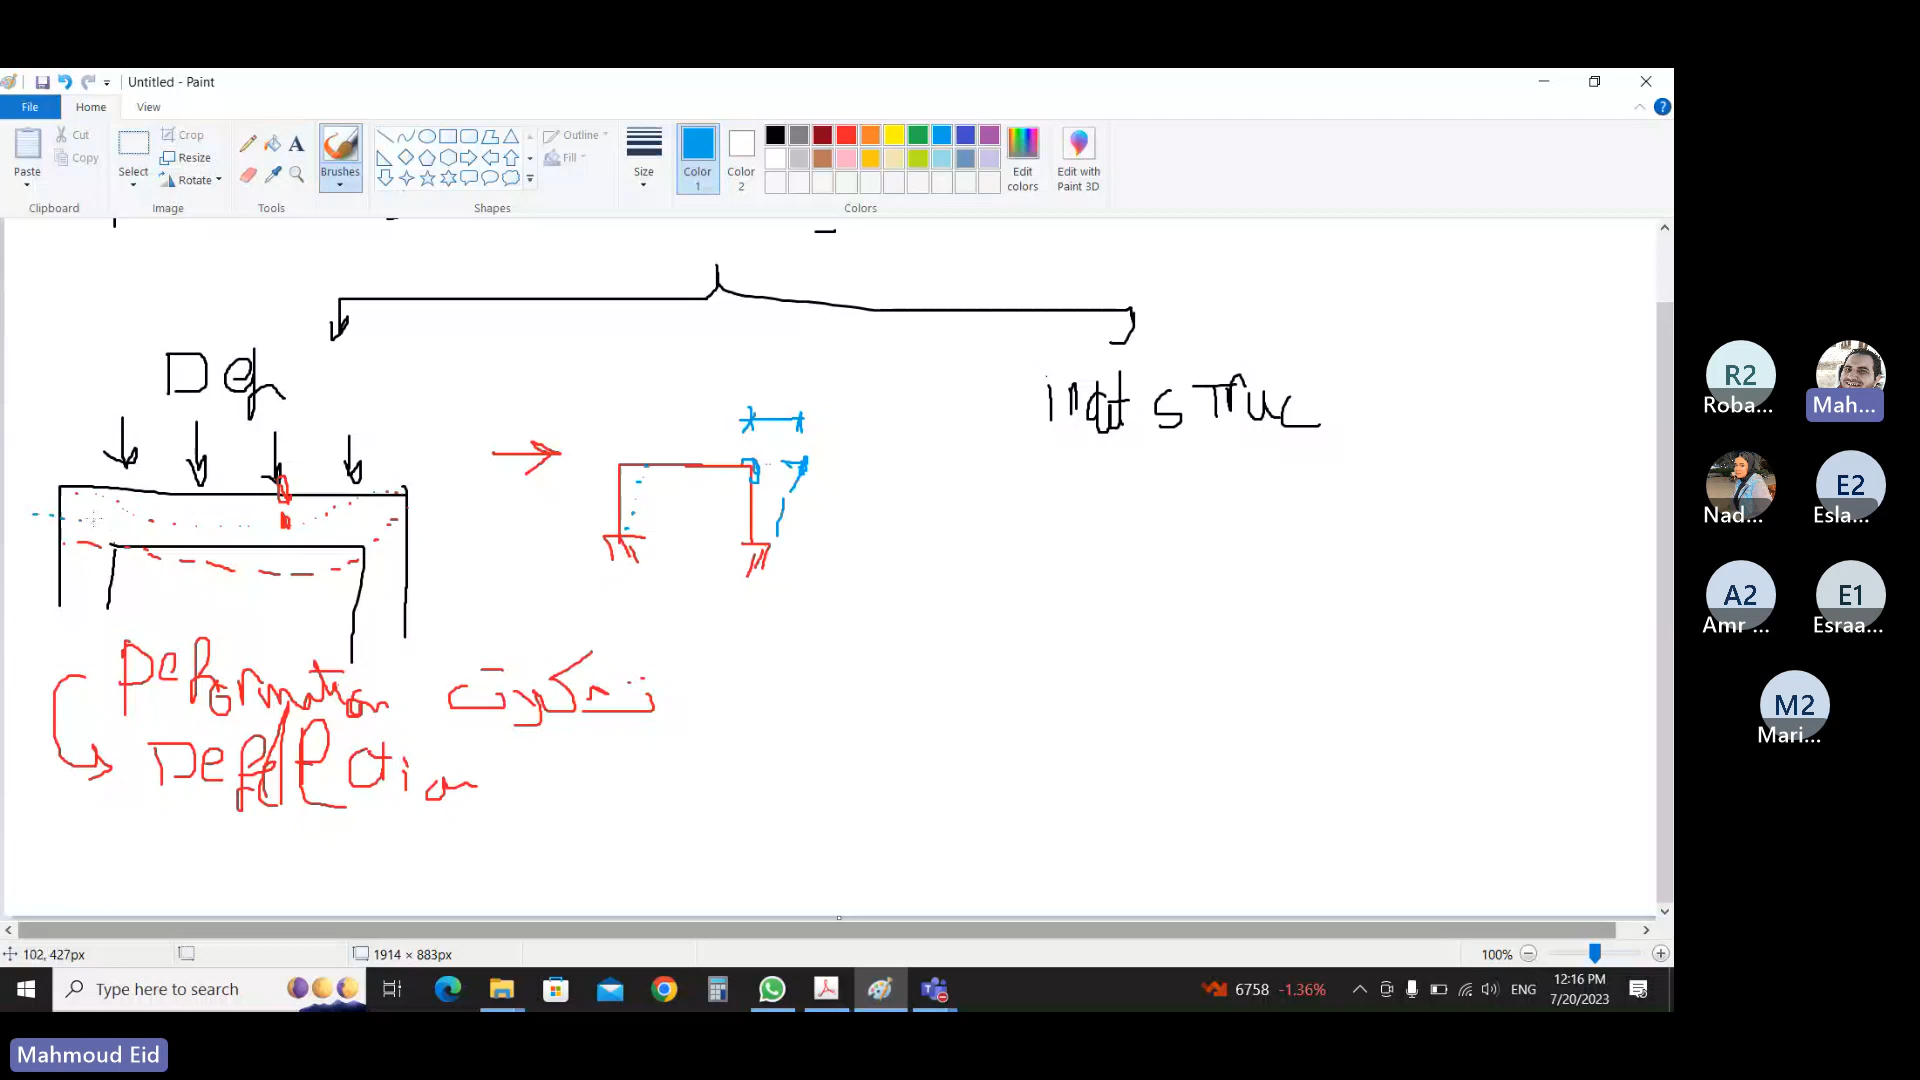 Untitled - Paint
File Home View
Paste
Cut
Copy
Clipboard
Select
Crop
Resize
Rotate
Image
Tools
Brushes
Shapes
Outline
Fill
Size
Color 1
Color 2
Edit colors
Edit with Paint 3D
Colors
Def
indt struc
Deformation
Deflection
R2
Roba...
Mah...
Nad...
E2
Esla...
A2
Amr ...
E1
Esraa...
M2
Mari...
102, 427px
1914 × 883px
100%
Type here to search
6758 -1.36%
ENG
12:16 PM
7/20/2023
Mahmoud Eid